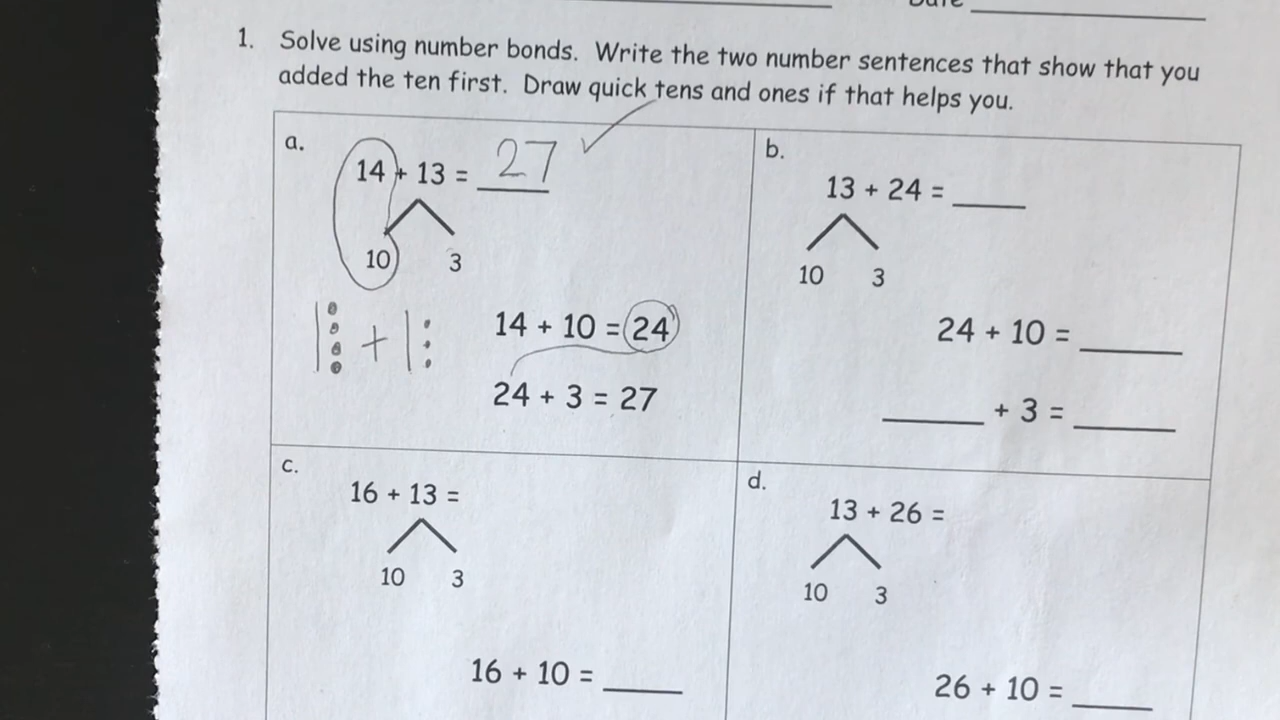 Date
1. Solve using number bonds. Write the two number sentences that show that you
added the ten first. Draw quick tens and ones if that helps you.
a.
14 + 13 = 27
10 3
+
14 + 10 = 24
24 + 3 = 27
b.
13 + 24 = ____
10 3
24 + 10 = ____
____ + 3 = ____
c.
16 + 13 =
10 3
16 + 10 = ____
d.
13 + 26 =
10 3
26 + 10 = ____